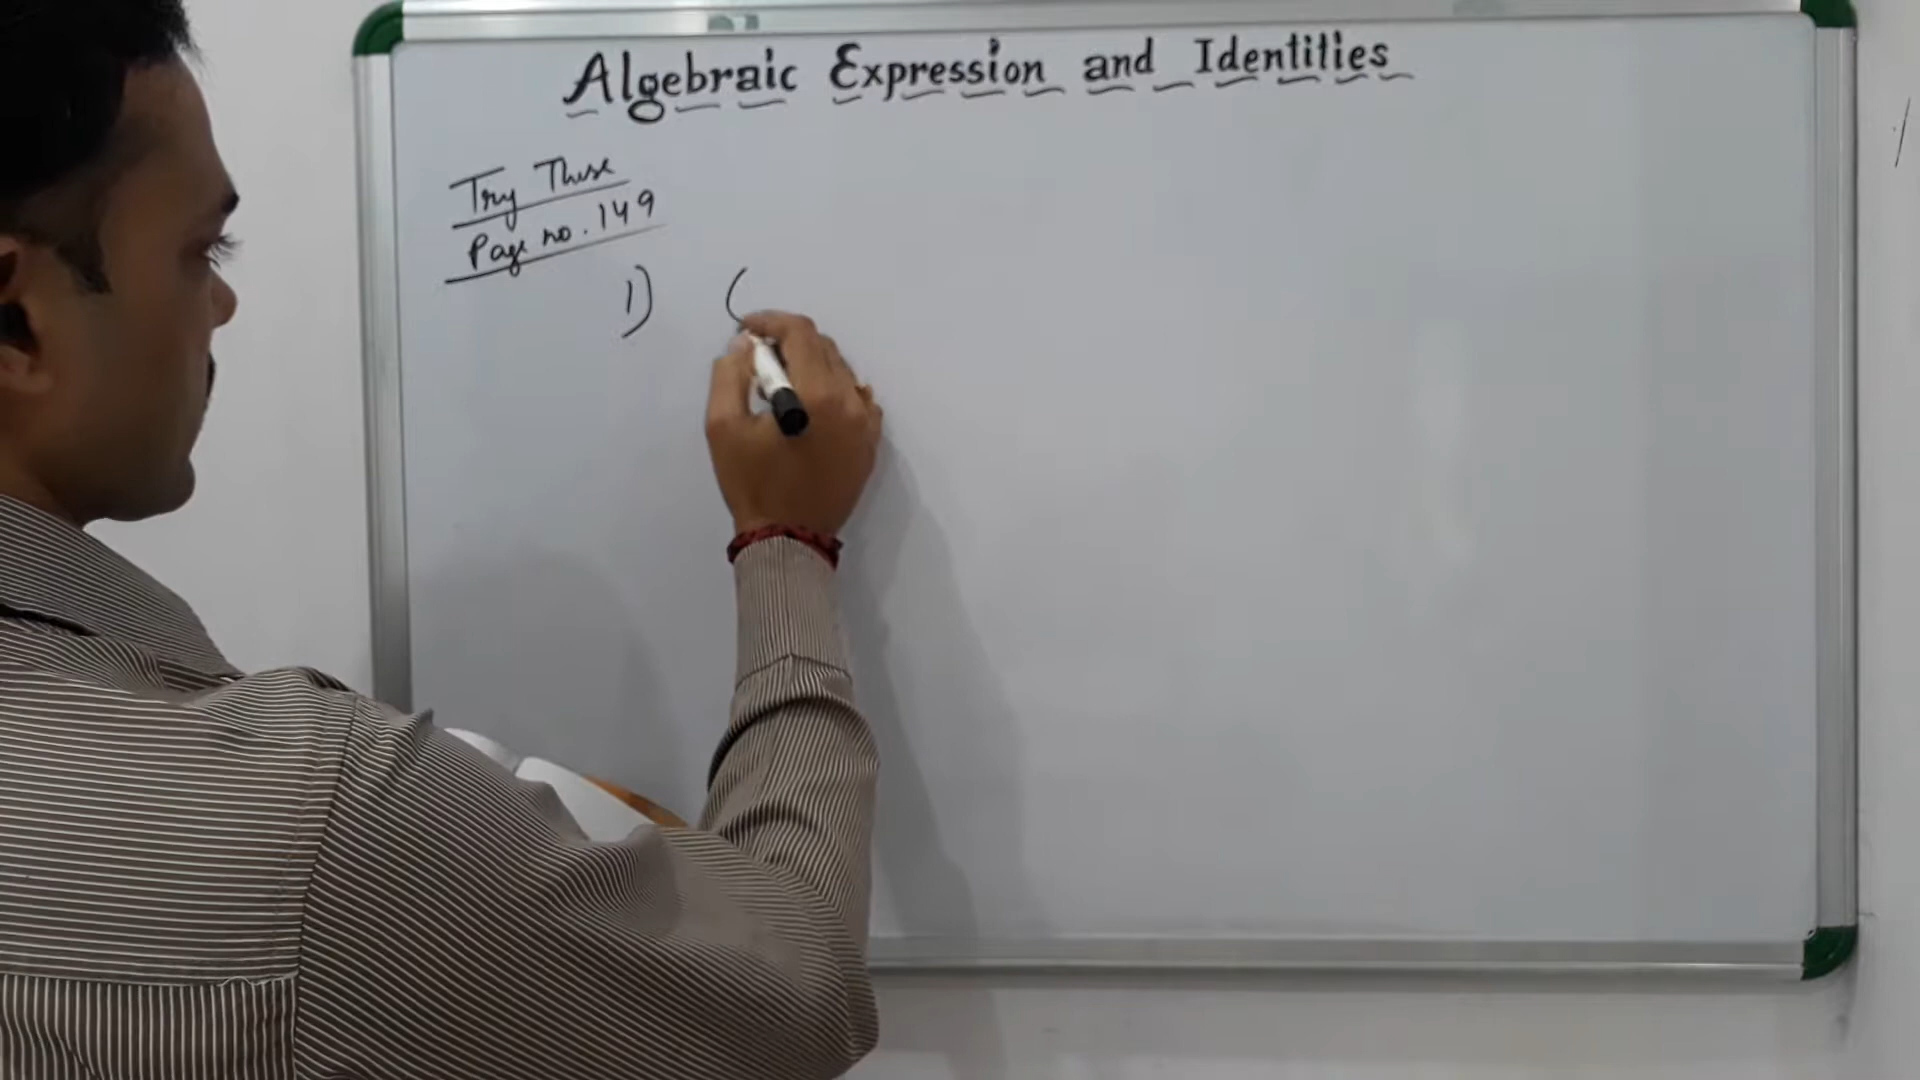 Algebraic Expression and Identities
Try These
Page no. 149
1) (